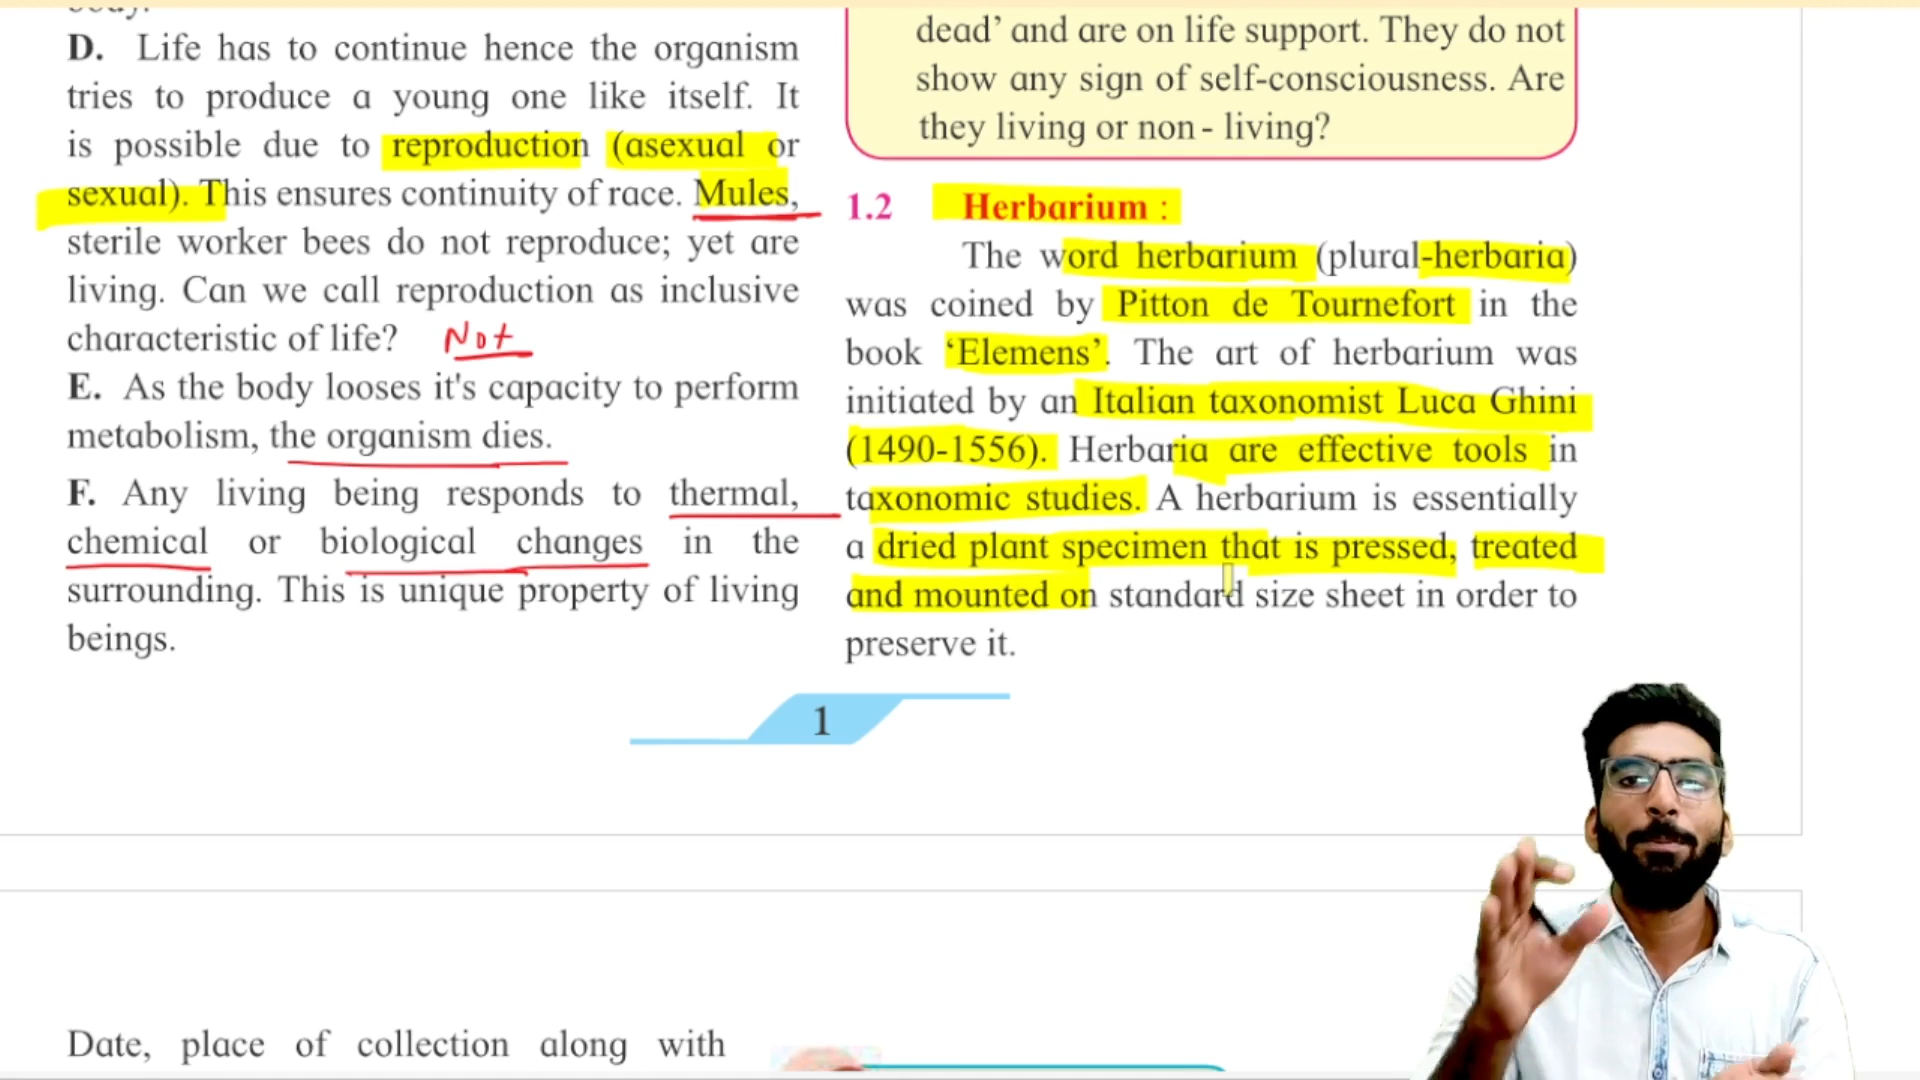 body.
D. Life has to continue hence the organism
tries to produce a young one like itself. It
is possible due to reproduction (asexual or
sexual). This ensures continuity of race. Mules,
sterile worker bees do not reproduce; yet are
living. Can we call reproduction as inclusive
characteristic of life? Not
E. As the body looses it's capacity to perform
metabolism, the organism dies.
F. Any living being responds to thermal,
chemical or biological changes in the
surrounding. This is unique property of living
beings.
dead’ and are on life support. They do not
show any sign of self-consciousness. Are
they living or non - living?
1.2 Herbarium :
The word herbarium (plural-herbaria)
was coined by Pitton de Tournefort in the
book ‘Elemens’. The art of herbarium was
initiated by an Italian taxonomist Luca Ghini
(1490-1556). Herbaria are effective tools in
taxonomic studies. A herbarium is essentially
a dried plant specimen that is pressed, treated
and mounted on standard size sheet in order to
preserve it.
1
Date, place of collection along with